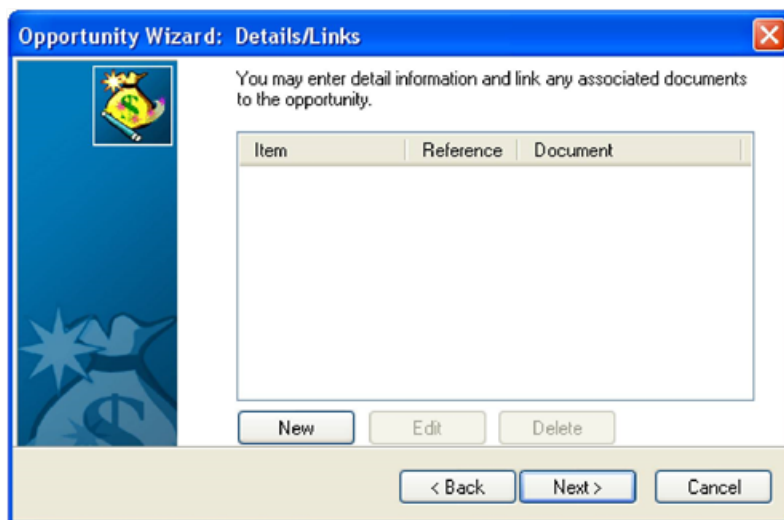 Opportunity Wizard: Details/Links
You may enter detail information and link any associated documents
to the opportunity.
Item Reference Document
New Edit Delete
< Back Next > Cancel